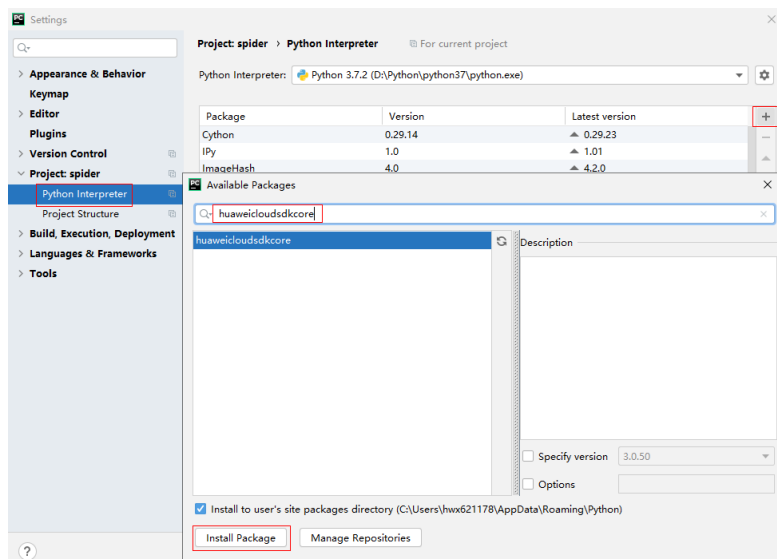 PC Settings
Project: spider > Python Interpreter For current project
Appearance & Behavior
Python Interpreter: Python 3.7.2 (D:\Python\python37\python.exe)
Keymap
Editor
Package Version Latest version
Plugins
Cython 0.29.14 0.29.23
Version Control
IPy 1.0 1.01
Project: spider
ImageHash 4.0 4.2.0
Python Interpreter
PC Available Packages
Project Structure
huaweicloudsdkcore
Build, Execution, Deployment
huaweicloudsdkcore
Description
Languages & Frameworks
Tools
Specify version 3.0.50
Options
Install to user's site packages directory (C:\Users\hwx621178\AppData\Roaming\Python)
Install Package Manage Repositories
?